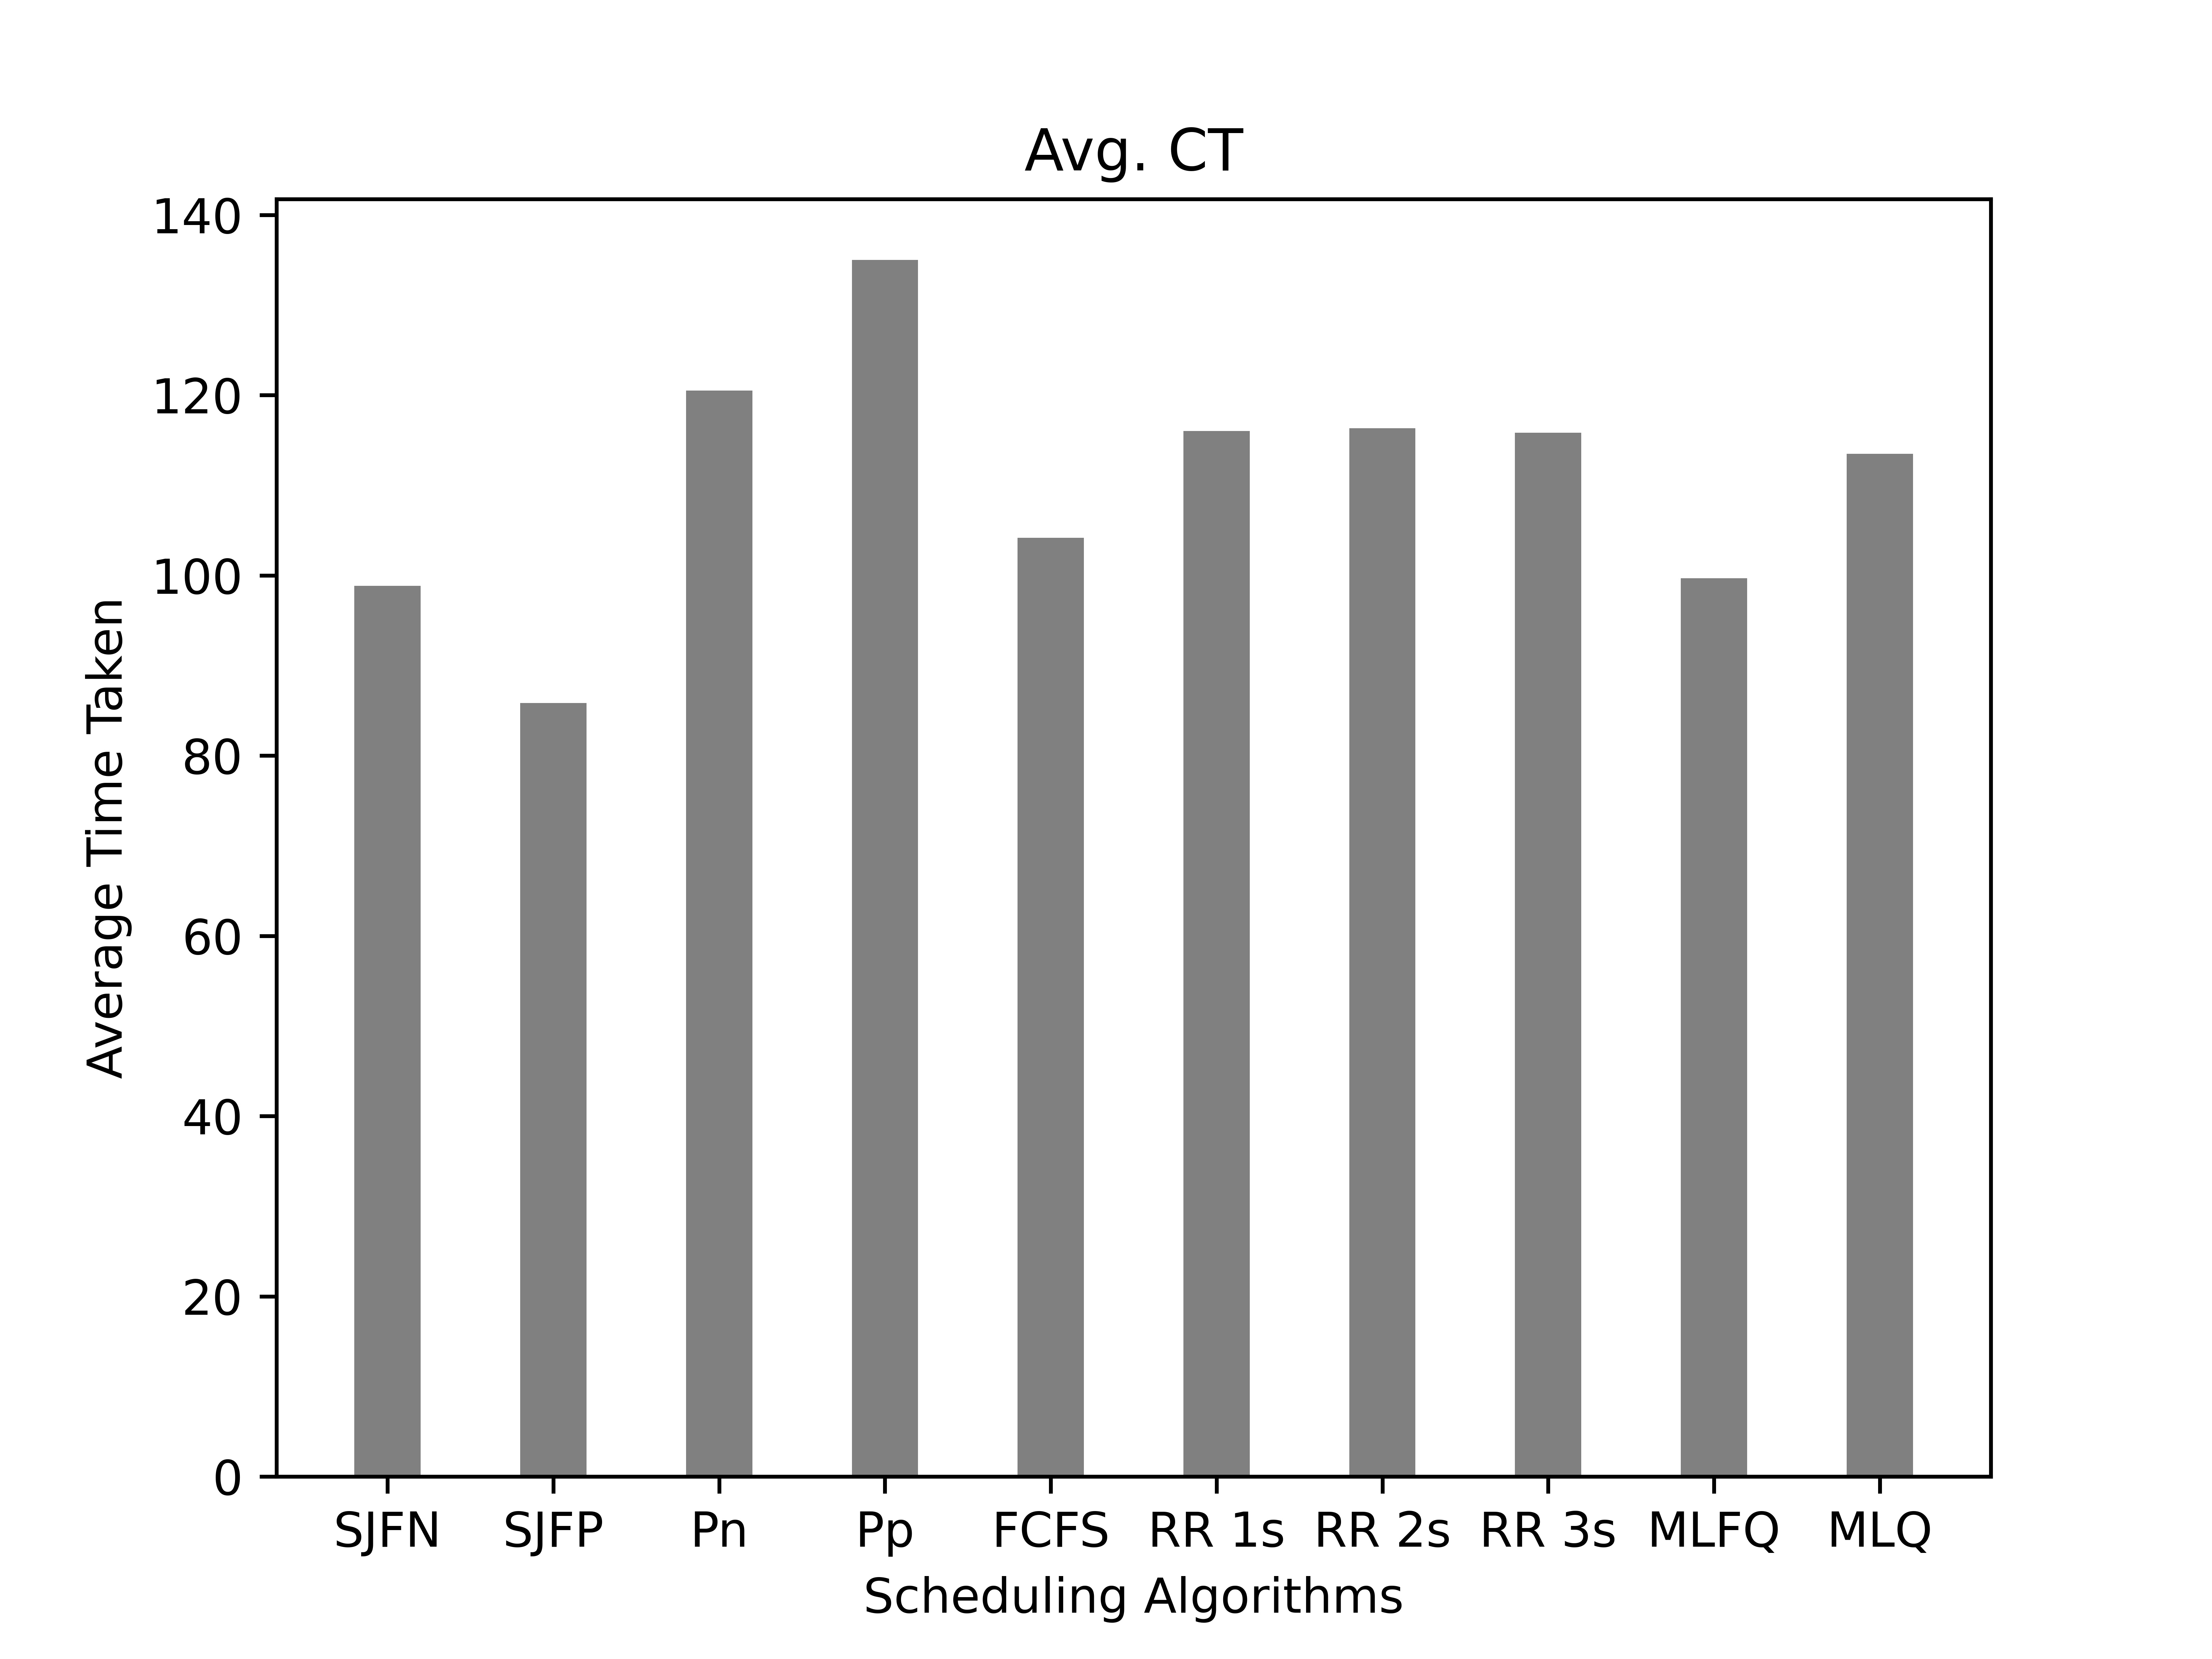 Avg. CT
140
120
100
80
60
40
20
0
Average Time Taken
SJFN SJFP Pn Pp FCFS RR 1s RR 2s RR 3s MLFQ MLQ
Scheduling Algorithms